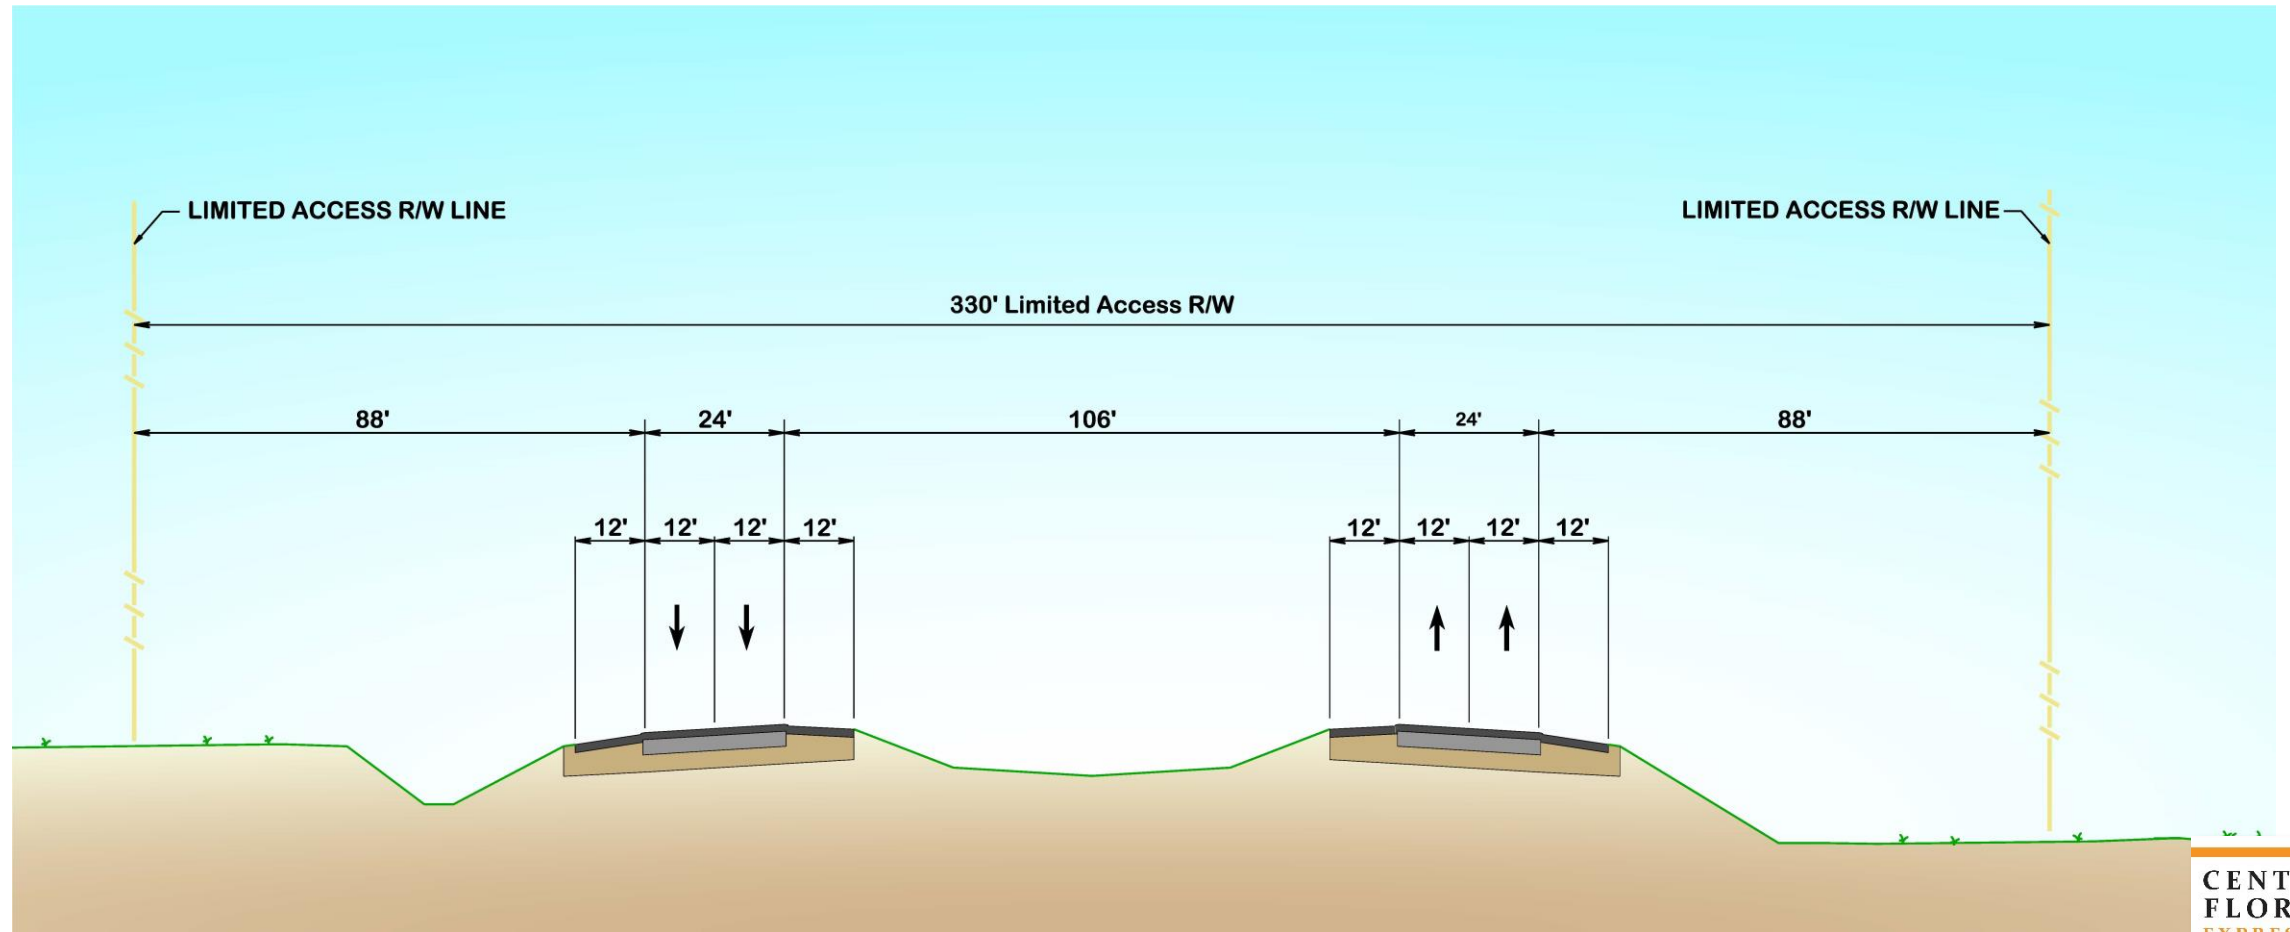 LIMITED ACCESS R/W LINE
LIMITED ACCESS R/W LINE
330' Limited Access R/W
88'
24'
106'
24'
88'
12'
12'
12'
12'
12'
12'
12'
12'
CENT
FLOR